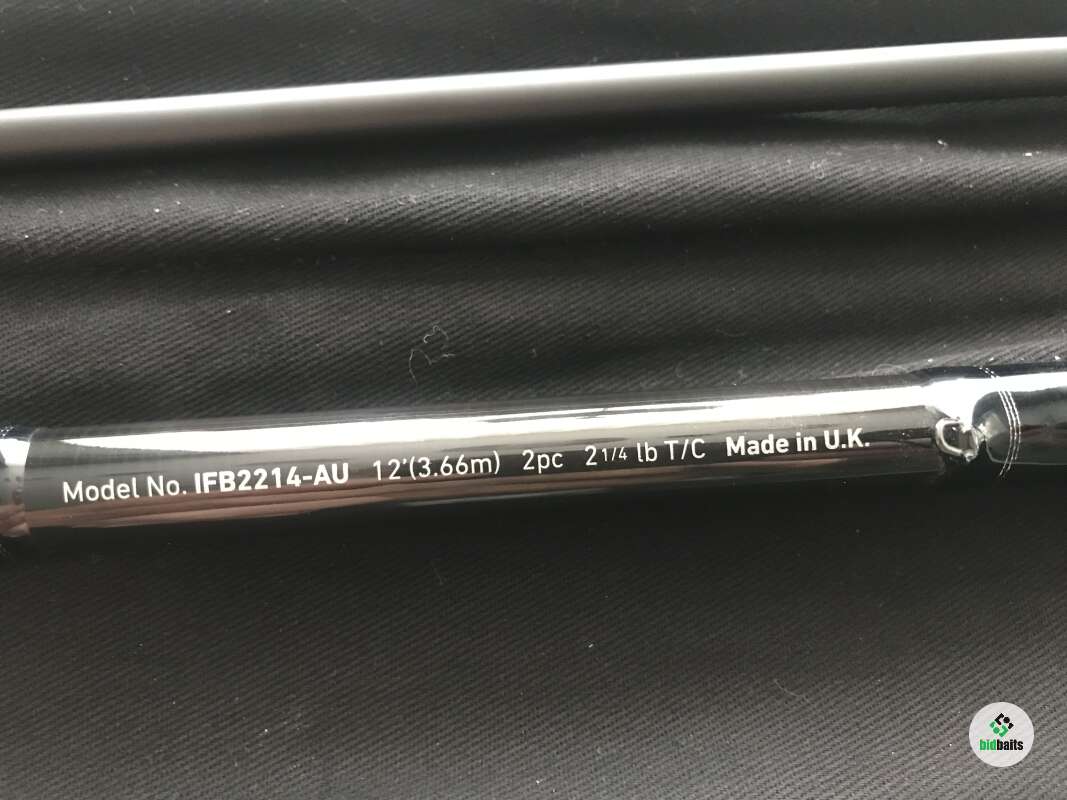 Model No. IFB2214-AU 12'(3.66m) 2pc 2 1/4 lb T/C Made in U.K.
bidbaits